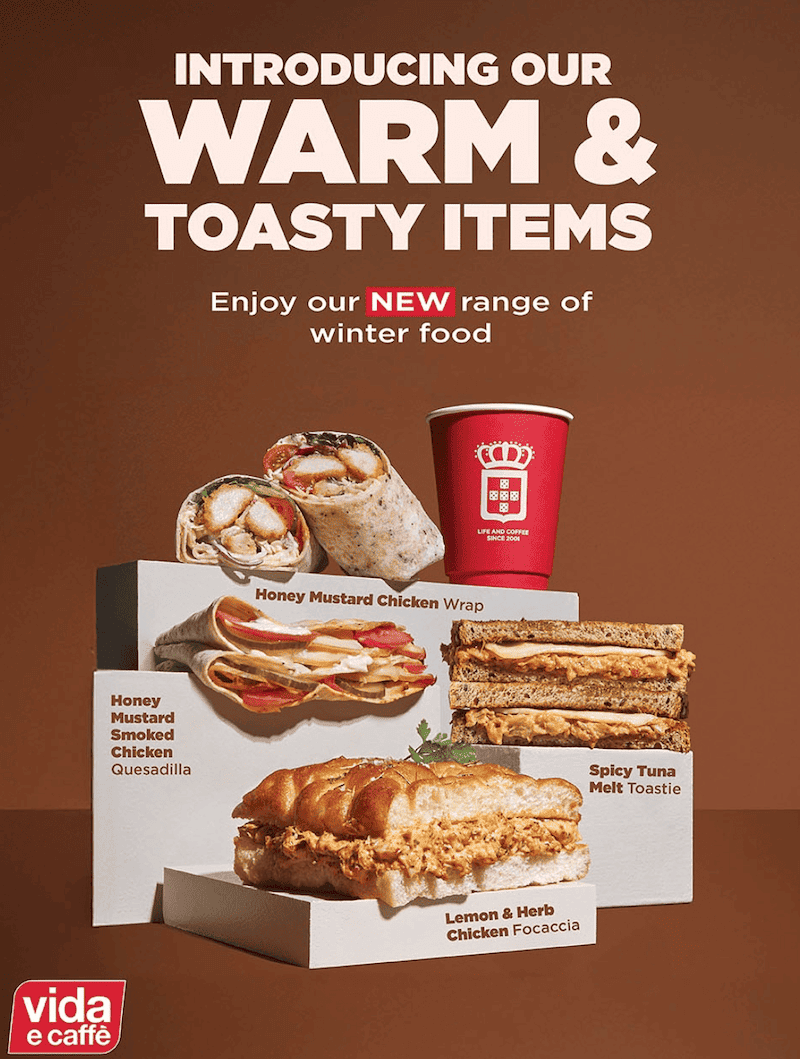 INTRODUCING OUR
WARM &
TOASTY ITEMS
Enjoy our NEW range of
winter food
LIFE AND COFFEE
SINCE 2001
Honey Mustard Chicken Wrap
Honey
Mustard
Smoked
Chicken
Quesadilla
Spicy Tuna
Melt Toastie
Lemon & Herb
Chicken Focaccia
vida
e caffè